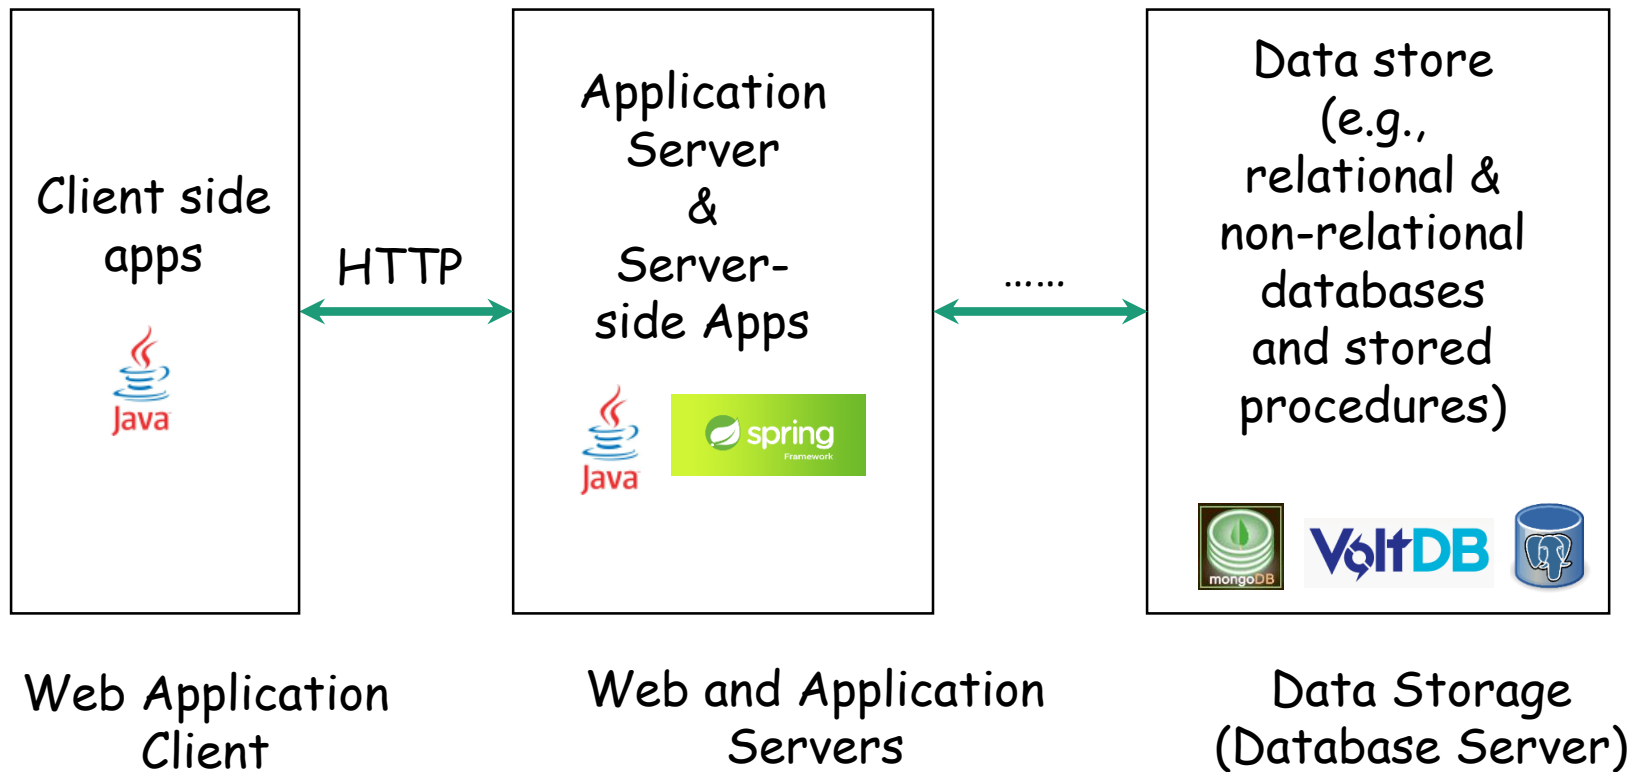 Client side
apps
Java
HTTP
Application
Server
&
Server-
side Apps
Java
spring
Framework
......
Data store
(e.g.,
relational &
non-relational
databases
and stored
procedures)
mongoDB
VoltDB
Web Application
Client
Web and Application
Servers
Data Storage
(Database Server)